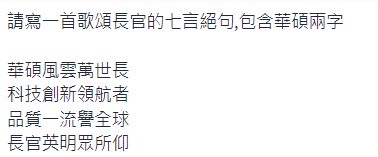 請寫一首歌頌長官的七言絕句,包含華碩兩字
華碩風雲萬世長
科技創新領航者
品質一流譽全球
長官英明眾所仰